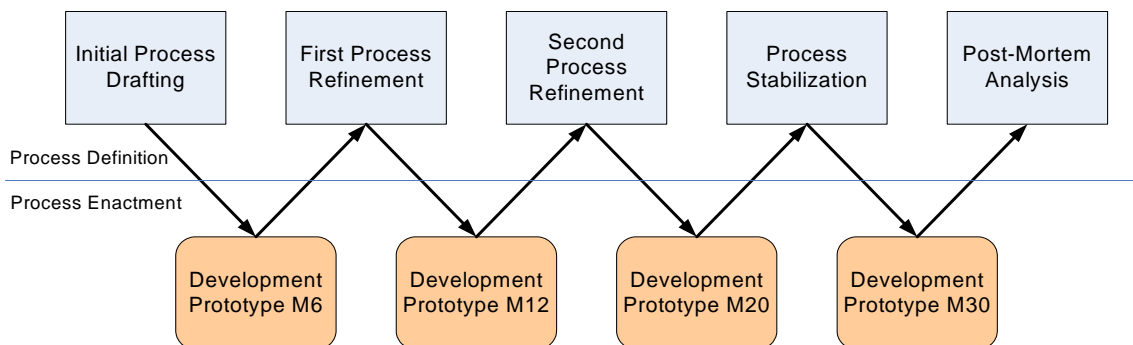 Initial Process
Drafting
First Process
Refinement
Second
Process
Refinement
Process
Stabilization
Post-Mortem
Analysis
Process Definition
Process Enactment
Development
Prototype M6
Development
Prototype M12
Development
Prototype M20
Development
Prototype M30